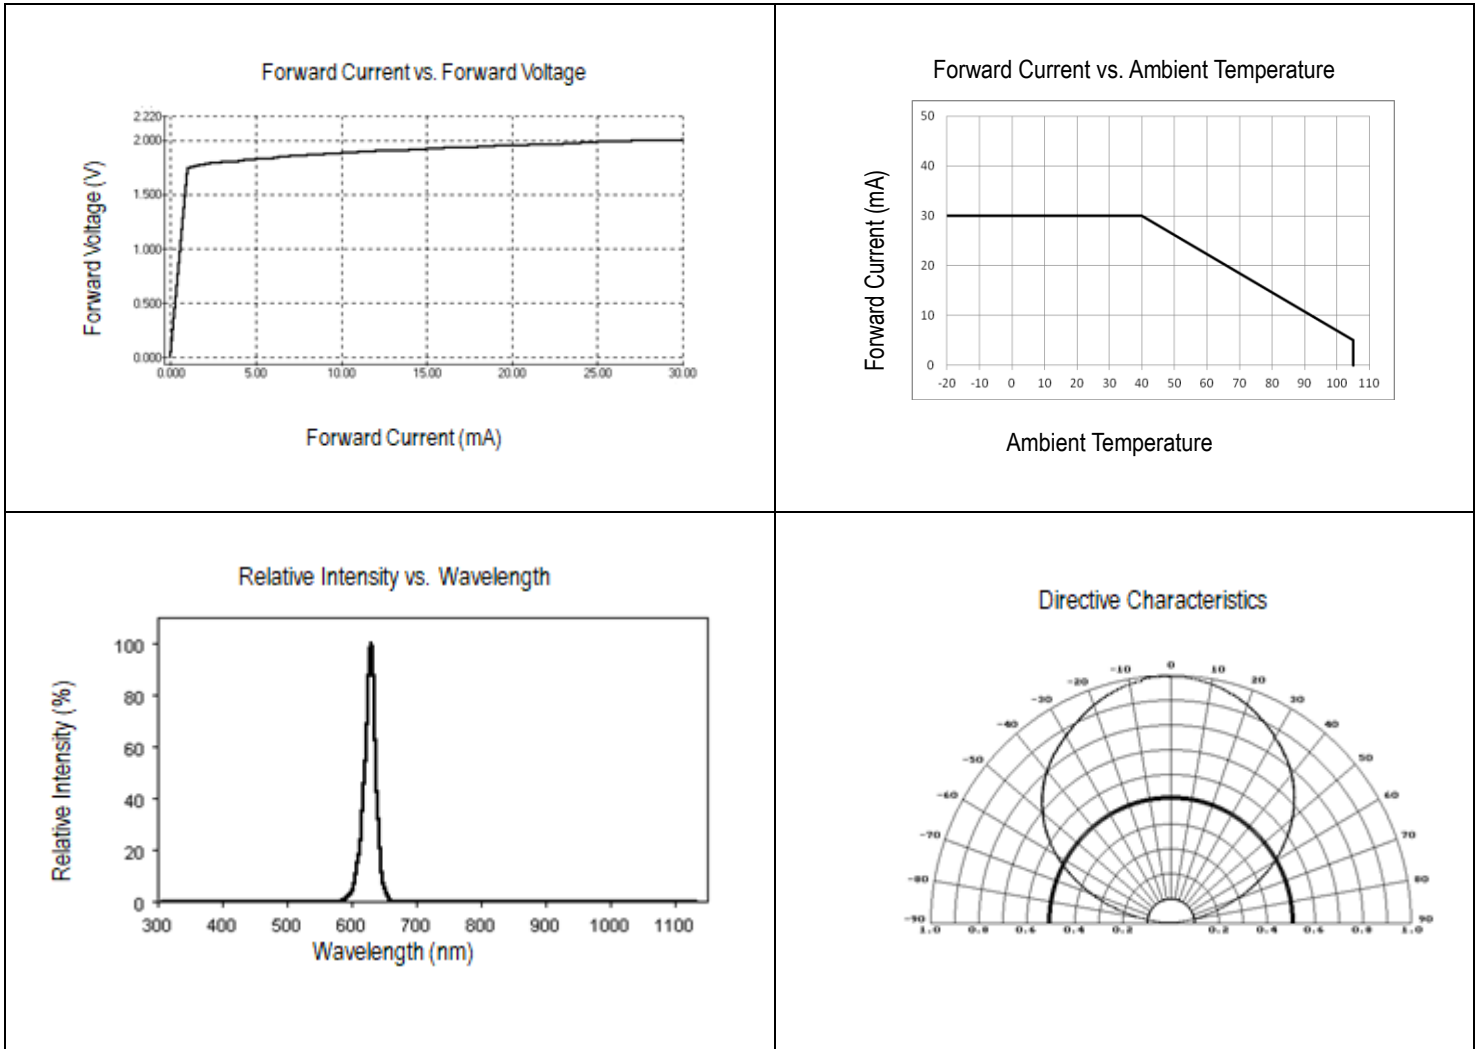 Forward Current vs. Forward Voltage
2.220
2.000
1.500
1.000
0.500
0.000
0.000 5.00 10.00 15.00 20.00 25.00 30.00
Forward Voltage (V)
Forward Current (mA)
Forward Current vs. Ambient Temperature
50
40
30
20
10
0
-20 -10 0 10 20 30 40 50 60 70 80 90 100 110
Forward Current (mA)
Ambient Temperature
Relative Intensity vs. Wavelength
100
80
60
40
20
0
300 400 500 600 700 800 900 1000 1100
Relative Intensity (%)
Wavelength (nm)
Directive Characteristics
-90 -80 -70 -60 -50 -40 -30 -20 -10 0 10 20 30 40 50 60 70 80 90
1.0 0.8 0.6 0.4 0.2 0.2 0.4 0.6 0.8 1.0